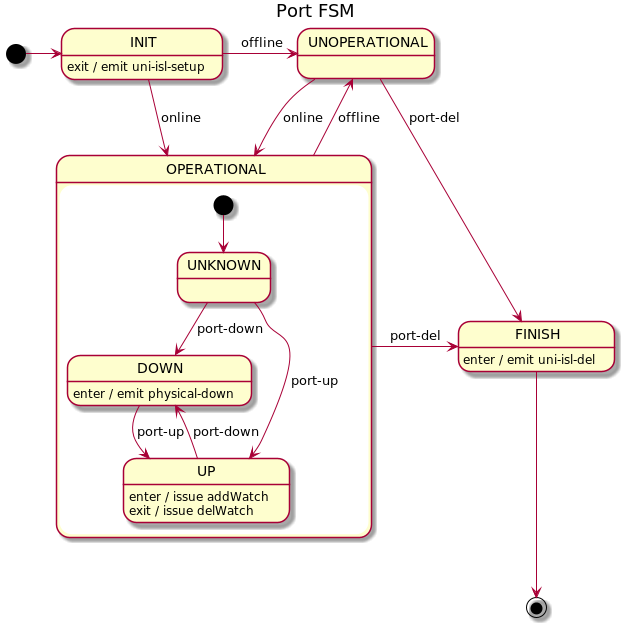 Port FSM
INIT
exit / emit uni-isl-setup
offline
UNOPERATIONAL
online
online
offline
port-del
OPERATIONAL
UNKNOWN
port-down
port-up
DOWN
enter / emit physical-down
port-up
port-down
UP
enter / issue addWatch
exit / issue delWatch
port-del
FINISH
enter / emit uni-isl-del